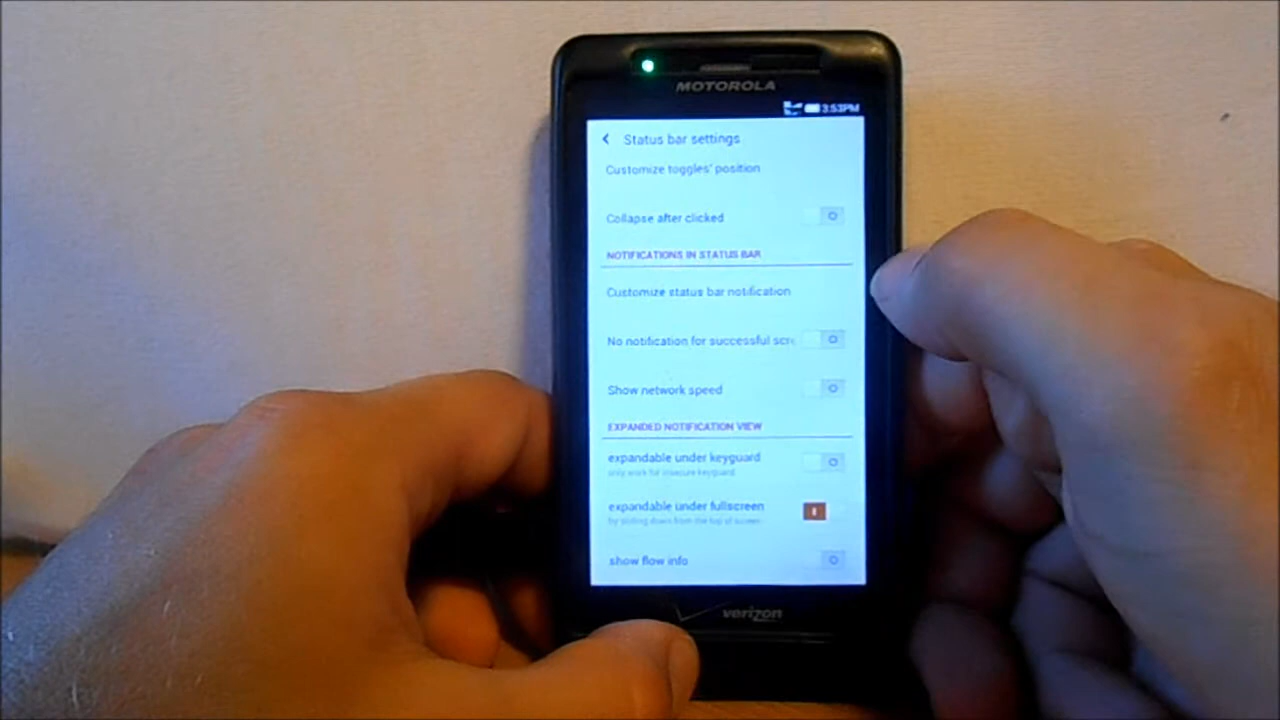 MOTOROLA
3:53PM
Status bar settings
Customize toggles' position
Collapse after clicked
NOTIFICATIONS IN STATUS BAR
Customize status bar notification
No notification for successful scre
Show network speed
EXPANDED NOTIFICATION VIEW
expandable under keyguard
only work for insecure keyguard
expandable under fullscreen
by sliding down from the top of screen
show flow info
verizon